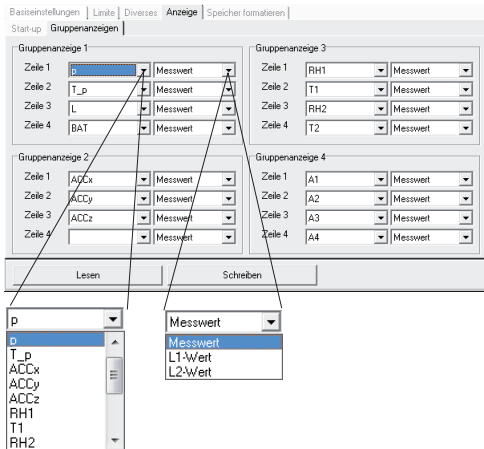 Basiseinstellungen Limite Diverses Anzeige Speicher formatieren
Start-up Gruppenanzeigen
Gruppenanzeige 1
Zeile 1 p Messwert
Zeile 2 T_p Messwert
Zeile 3 L Messwert
Zeile 4 BAT Messwert
Gruppenanzeige 3
Zeile 1 RH1 Messwert
Zeile 2 T1 Messwert
Zeile 3 RH2 Messwert
Zeile 4 T2 Messwert
Gruppenanzeige 2
Zeile 1 ACCx Messwert
Zeile 2 ACCy Messwert
Zeile 3 ACCz Messwert
Zeile 4 Messwert
Gruppenanzeige 4
Zeile 1 A1 Messwert
Zeile 2 A2 Messwert
Zeile 3 A3 Messwert
Zeile 4 A4 Messwert
Lesen Schreiben
p
p
T_p
ACCx
ACCy
ACCz
RH1
T1
RH2
Messwert
Messwert
L1-Wert
L2-Wert